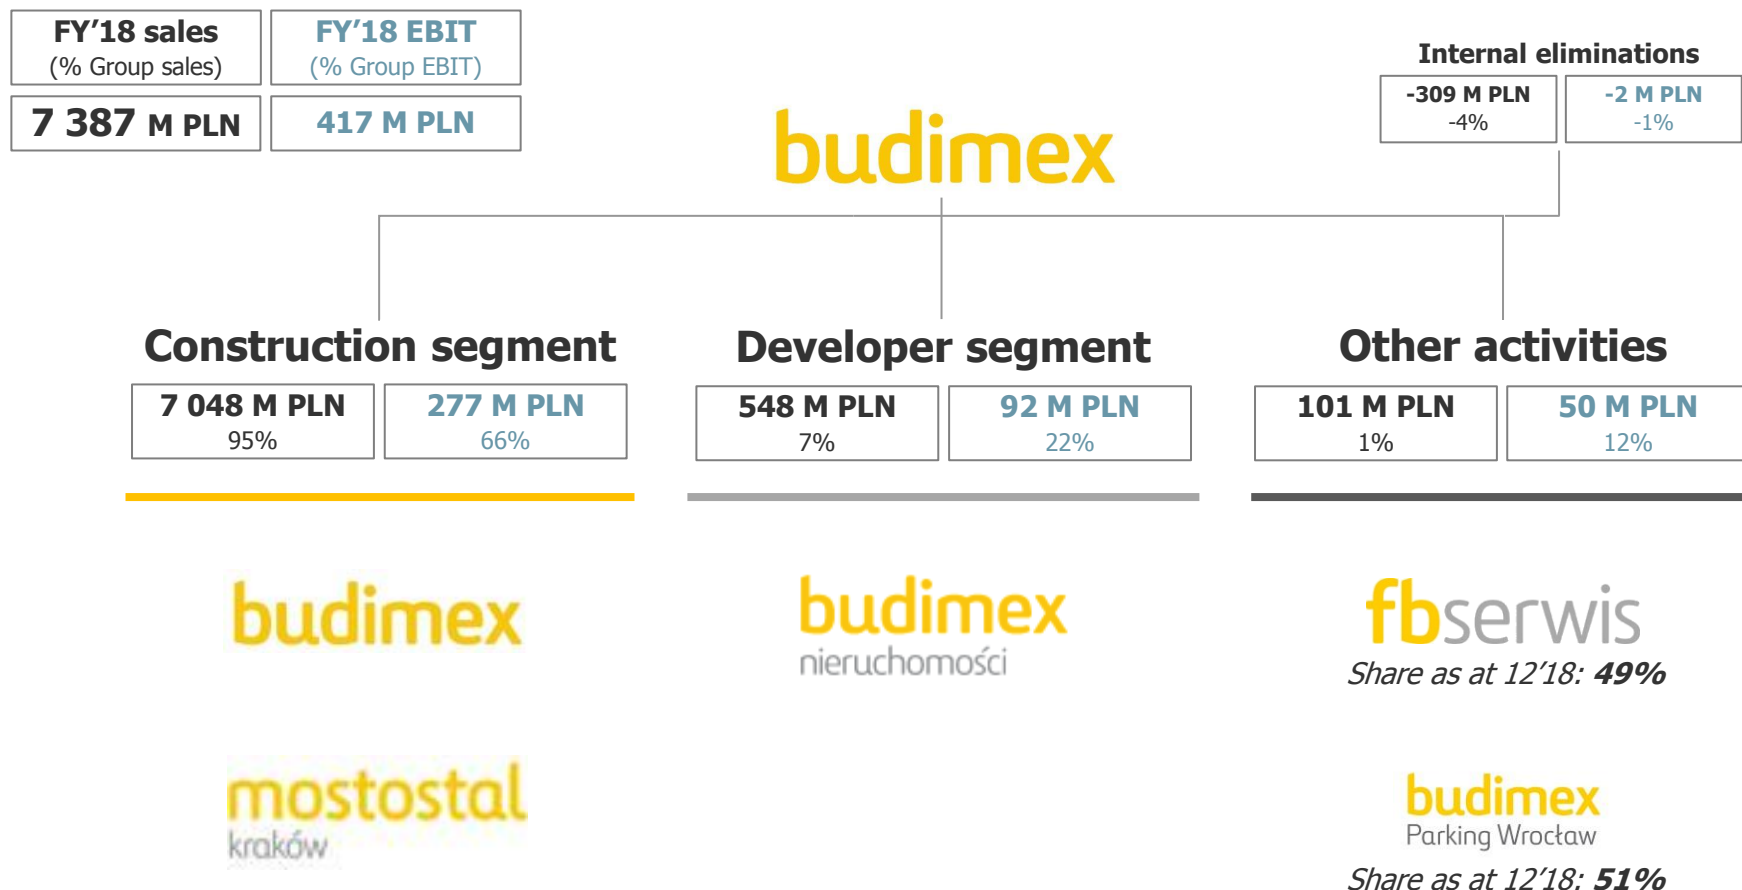 FY’18 sales
(% Group sales)
FY’18 EBIT
(% Group EBIT)
7 387 M PLN
417 M PLN
Internal eliminations
-309 M PLN
-4%
-2 M PLN
-1%
budimex
Construction segment
7 048 M PLN
95%
277 M PLN
66%
Developer segment
548 M PLN
7%
92 M PLN
22%
Other activities
101 M PLN
1%
50 M PLN
12%
budimex
mostostal
kraków
budimex
nieruchomości
fbserwis
Share as at 12’18: 49%
budimex
Parking Wrocław
Share as at 12’18: 51%